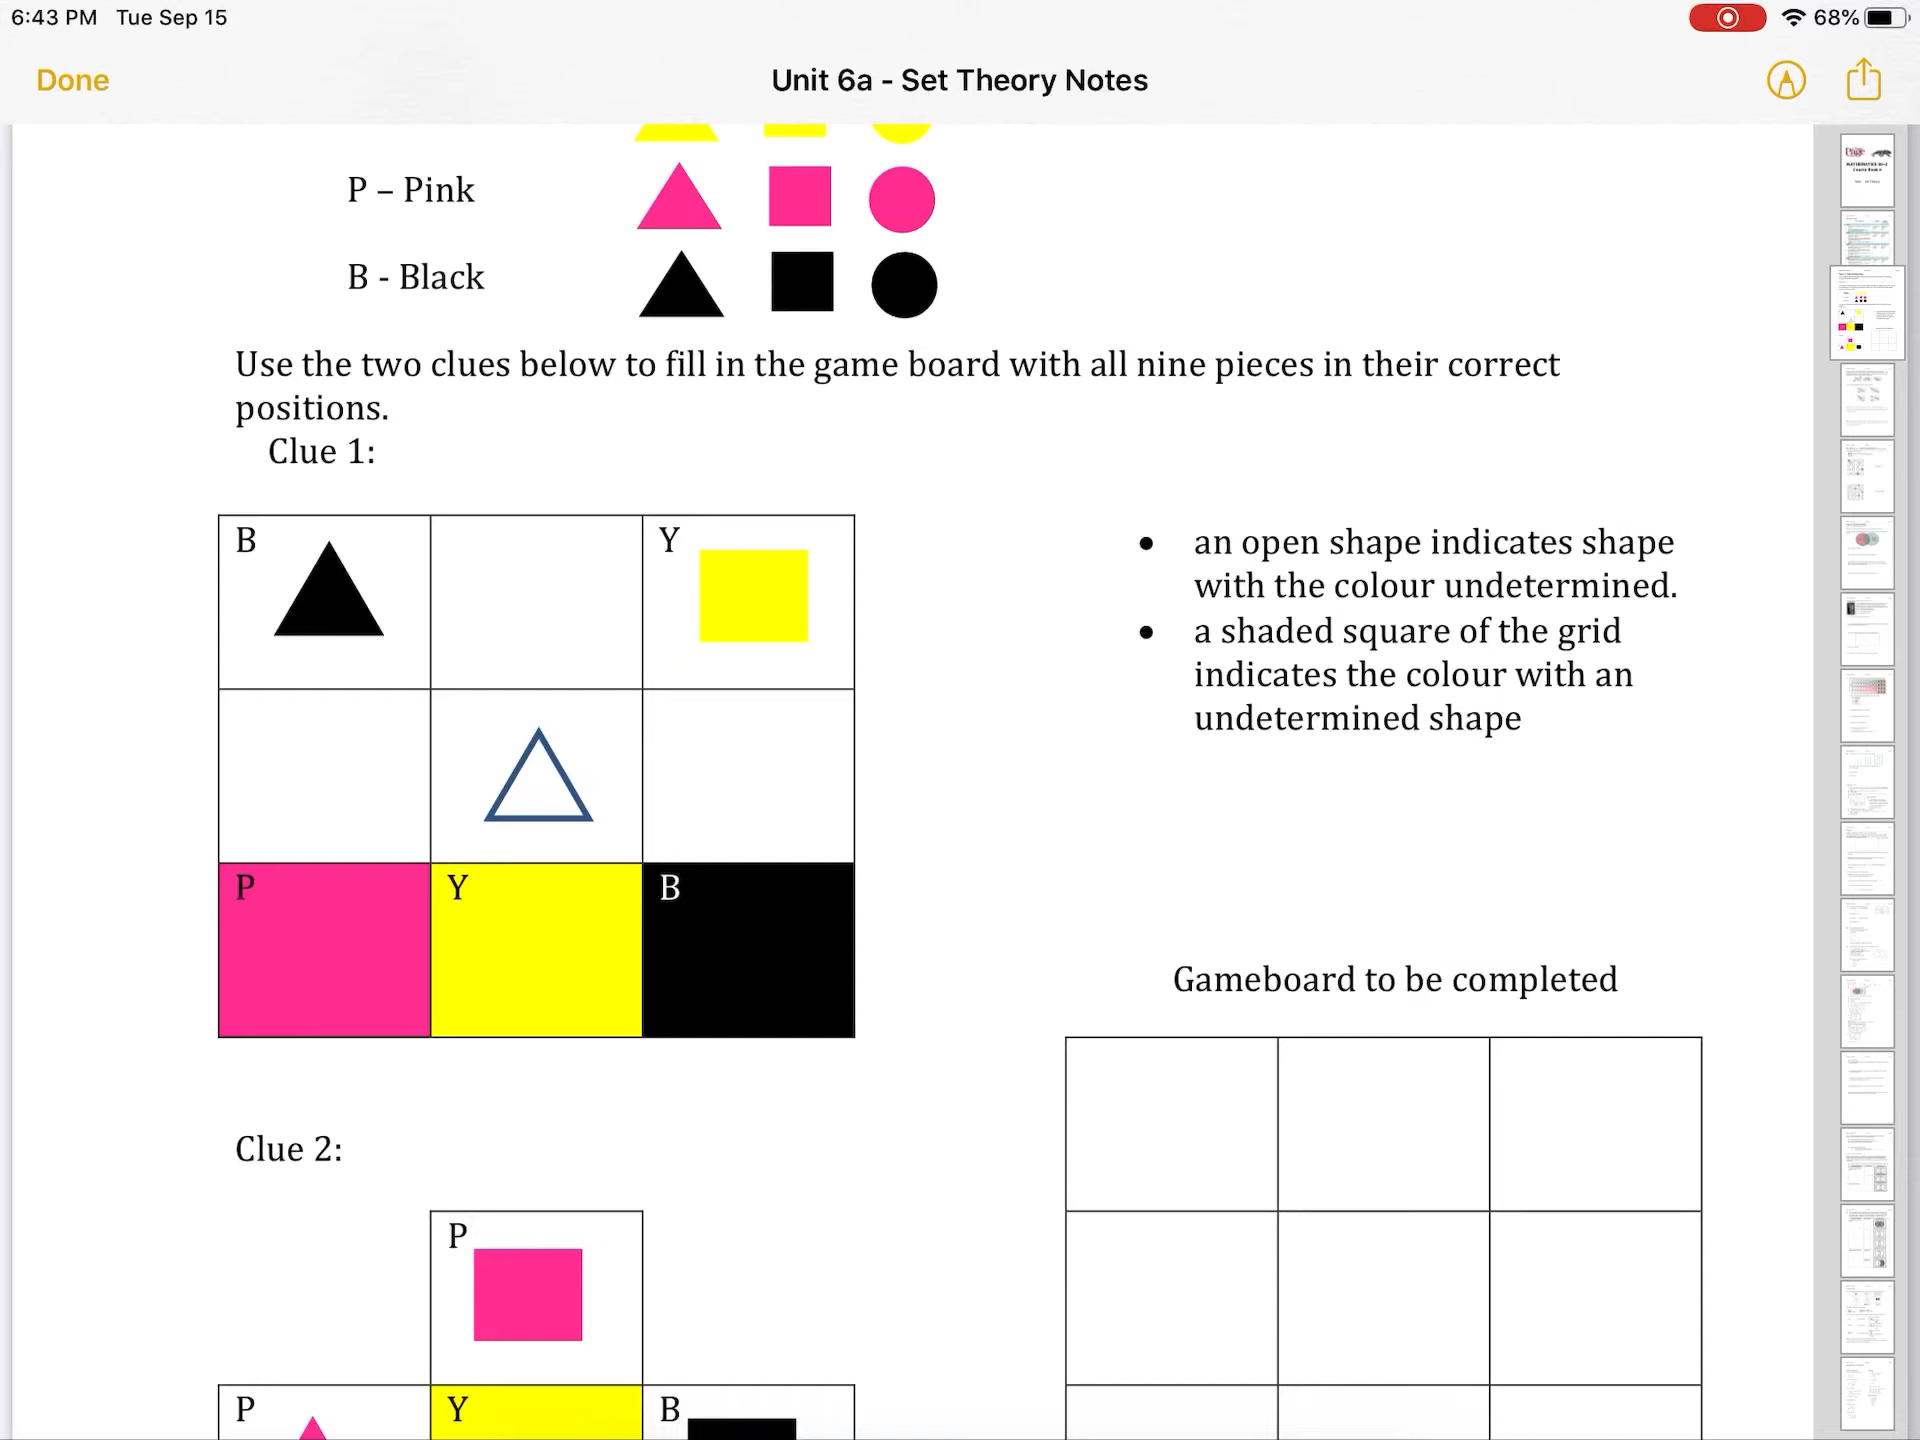 6:43 PM Tue Sep 15
68%
Done
Unit 6a - Set Theory Notes
P – Pink
B - Black
Use the two clues below to fill in the game board with all nine pieces in their correct
positions.
Clue 1:
B
Y
• an open shape indicates shape
with the colour undetermined.
• a shaded square of the grid
indicates the colour with an
undetermined shape
P
Y
B
Gameboard to be completed
Clue 2:
P
P
Y
B